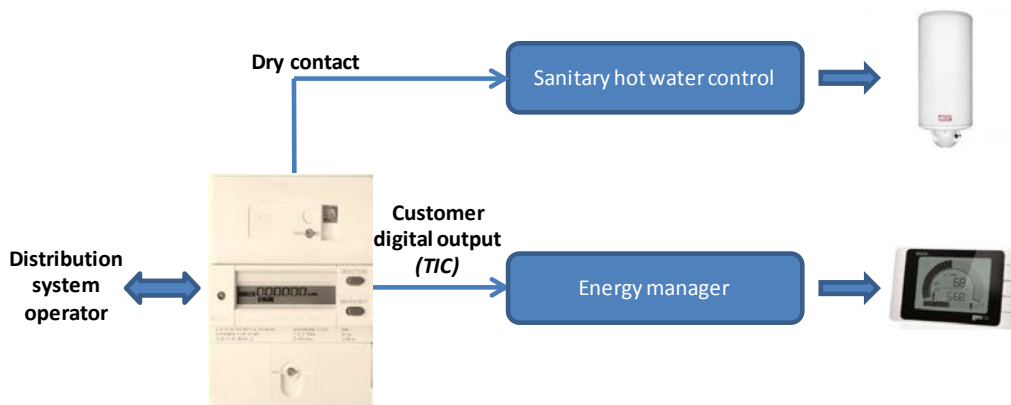 Dry contact
Sanitary hot water control
Customer
digital output
(TIC)
Distribution
system
operator
Energy manager